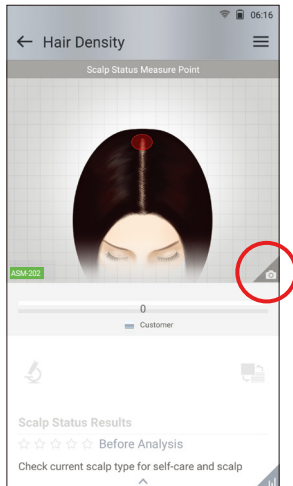 06:16
Hair Density
Scalp Status Measure Point
ASM-202
0
Customer
Scalp Status Results
Before Analysis
Check current scalp type for self-care and scalp